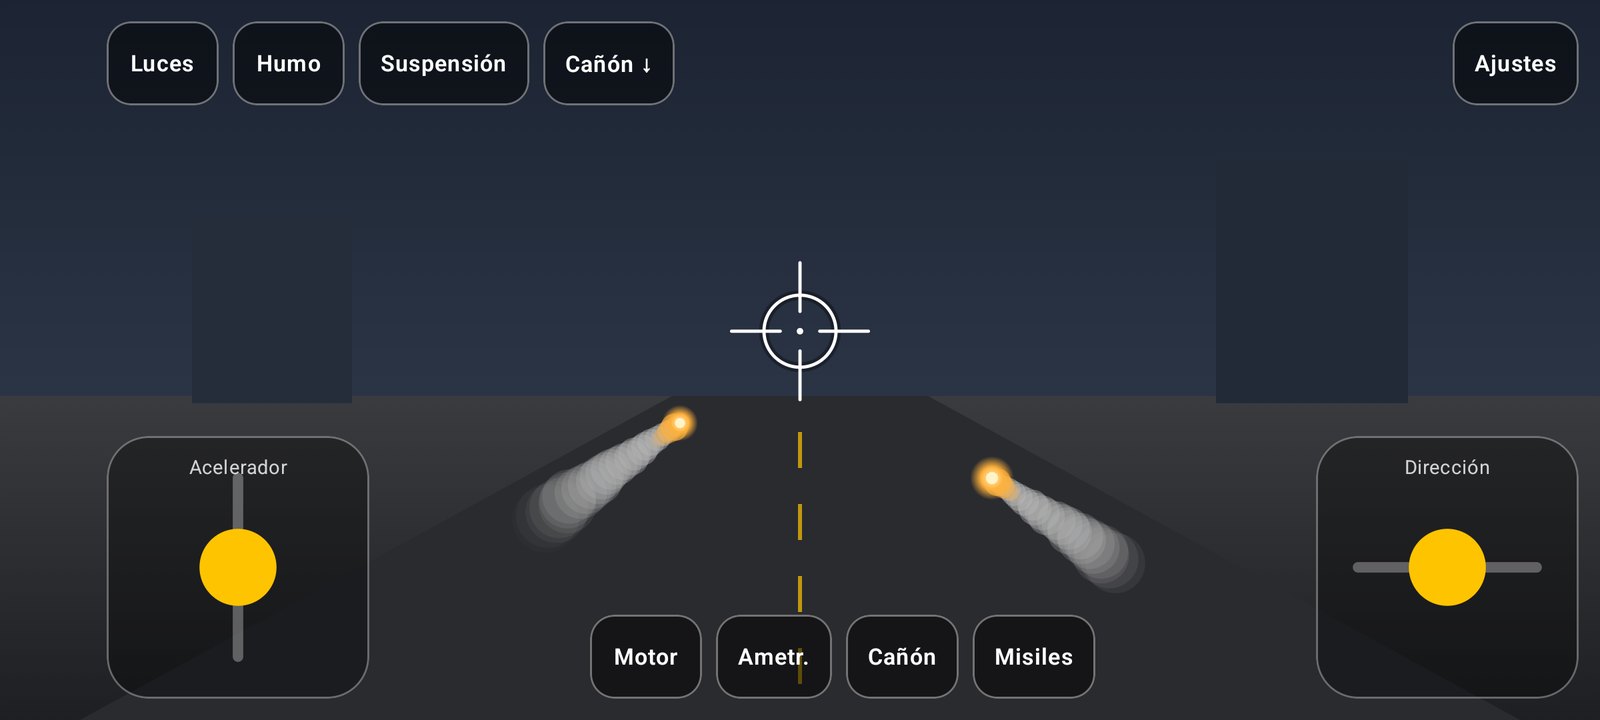 Luces
Humo
Suspensión
Cañón ↓
Ajustes
Acelerador
Dirección
Motor
Ametr.
Cañón
Misiles